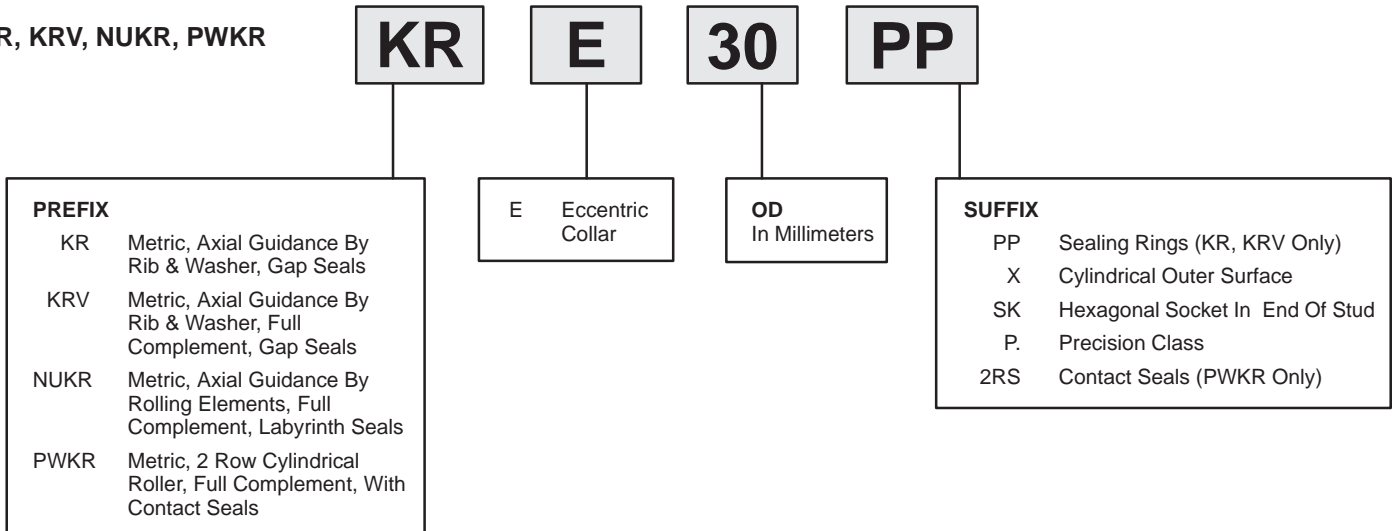 R, KRV, NUKR, PWKR
KR E 30 PP
PREFIX
KR Metric, Axial Guidance By
Rib & Washer, Gap Seals
KRV Metric, Axial Guidance By
Rib & Washer, Full
Complement, Gap Seals
NUKR Metric, Axial Guidance By
Rolling Elements, Full
Complement, Labyrinth Seals
PWKR Metric, 2 Row Cylindrical
Roller, Full Complement, With
Contact Seals
E Eccentric
Collar
OD
In Millimeters
SUFFIX
PP Sealing Rings (KR, KRV Only)
X Cylindrical Outer Surface
SK Hexagonal Socket In End Of Stud
P. Precision Class
2RS Contact Seals (PWKR Only)